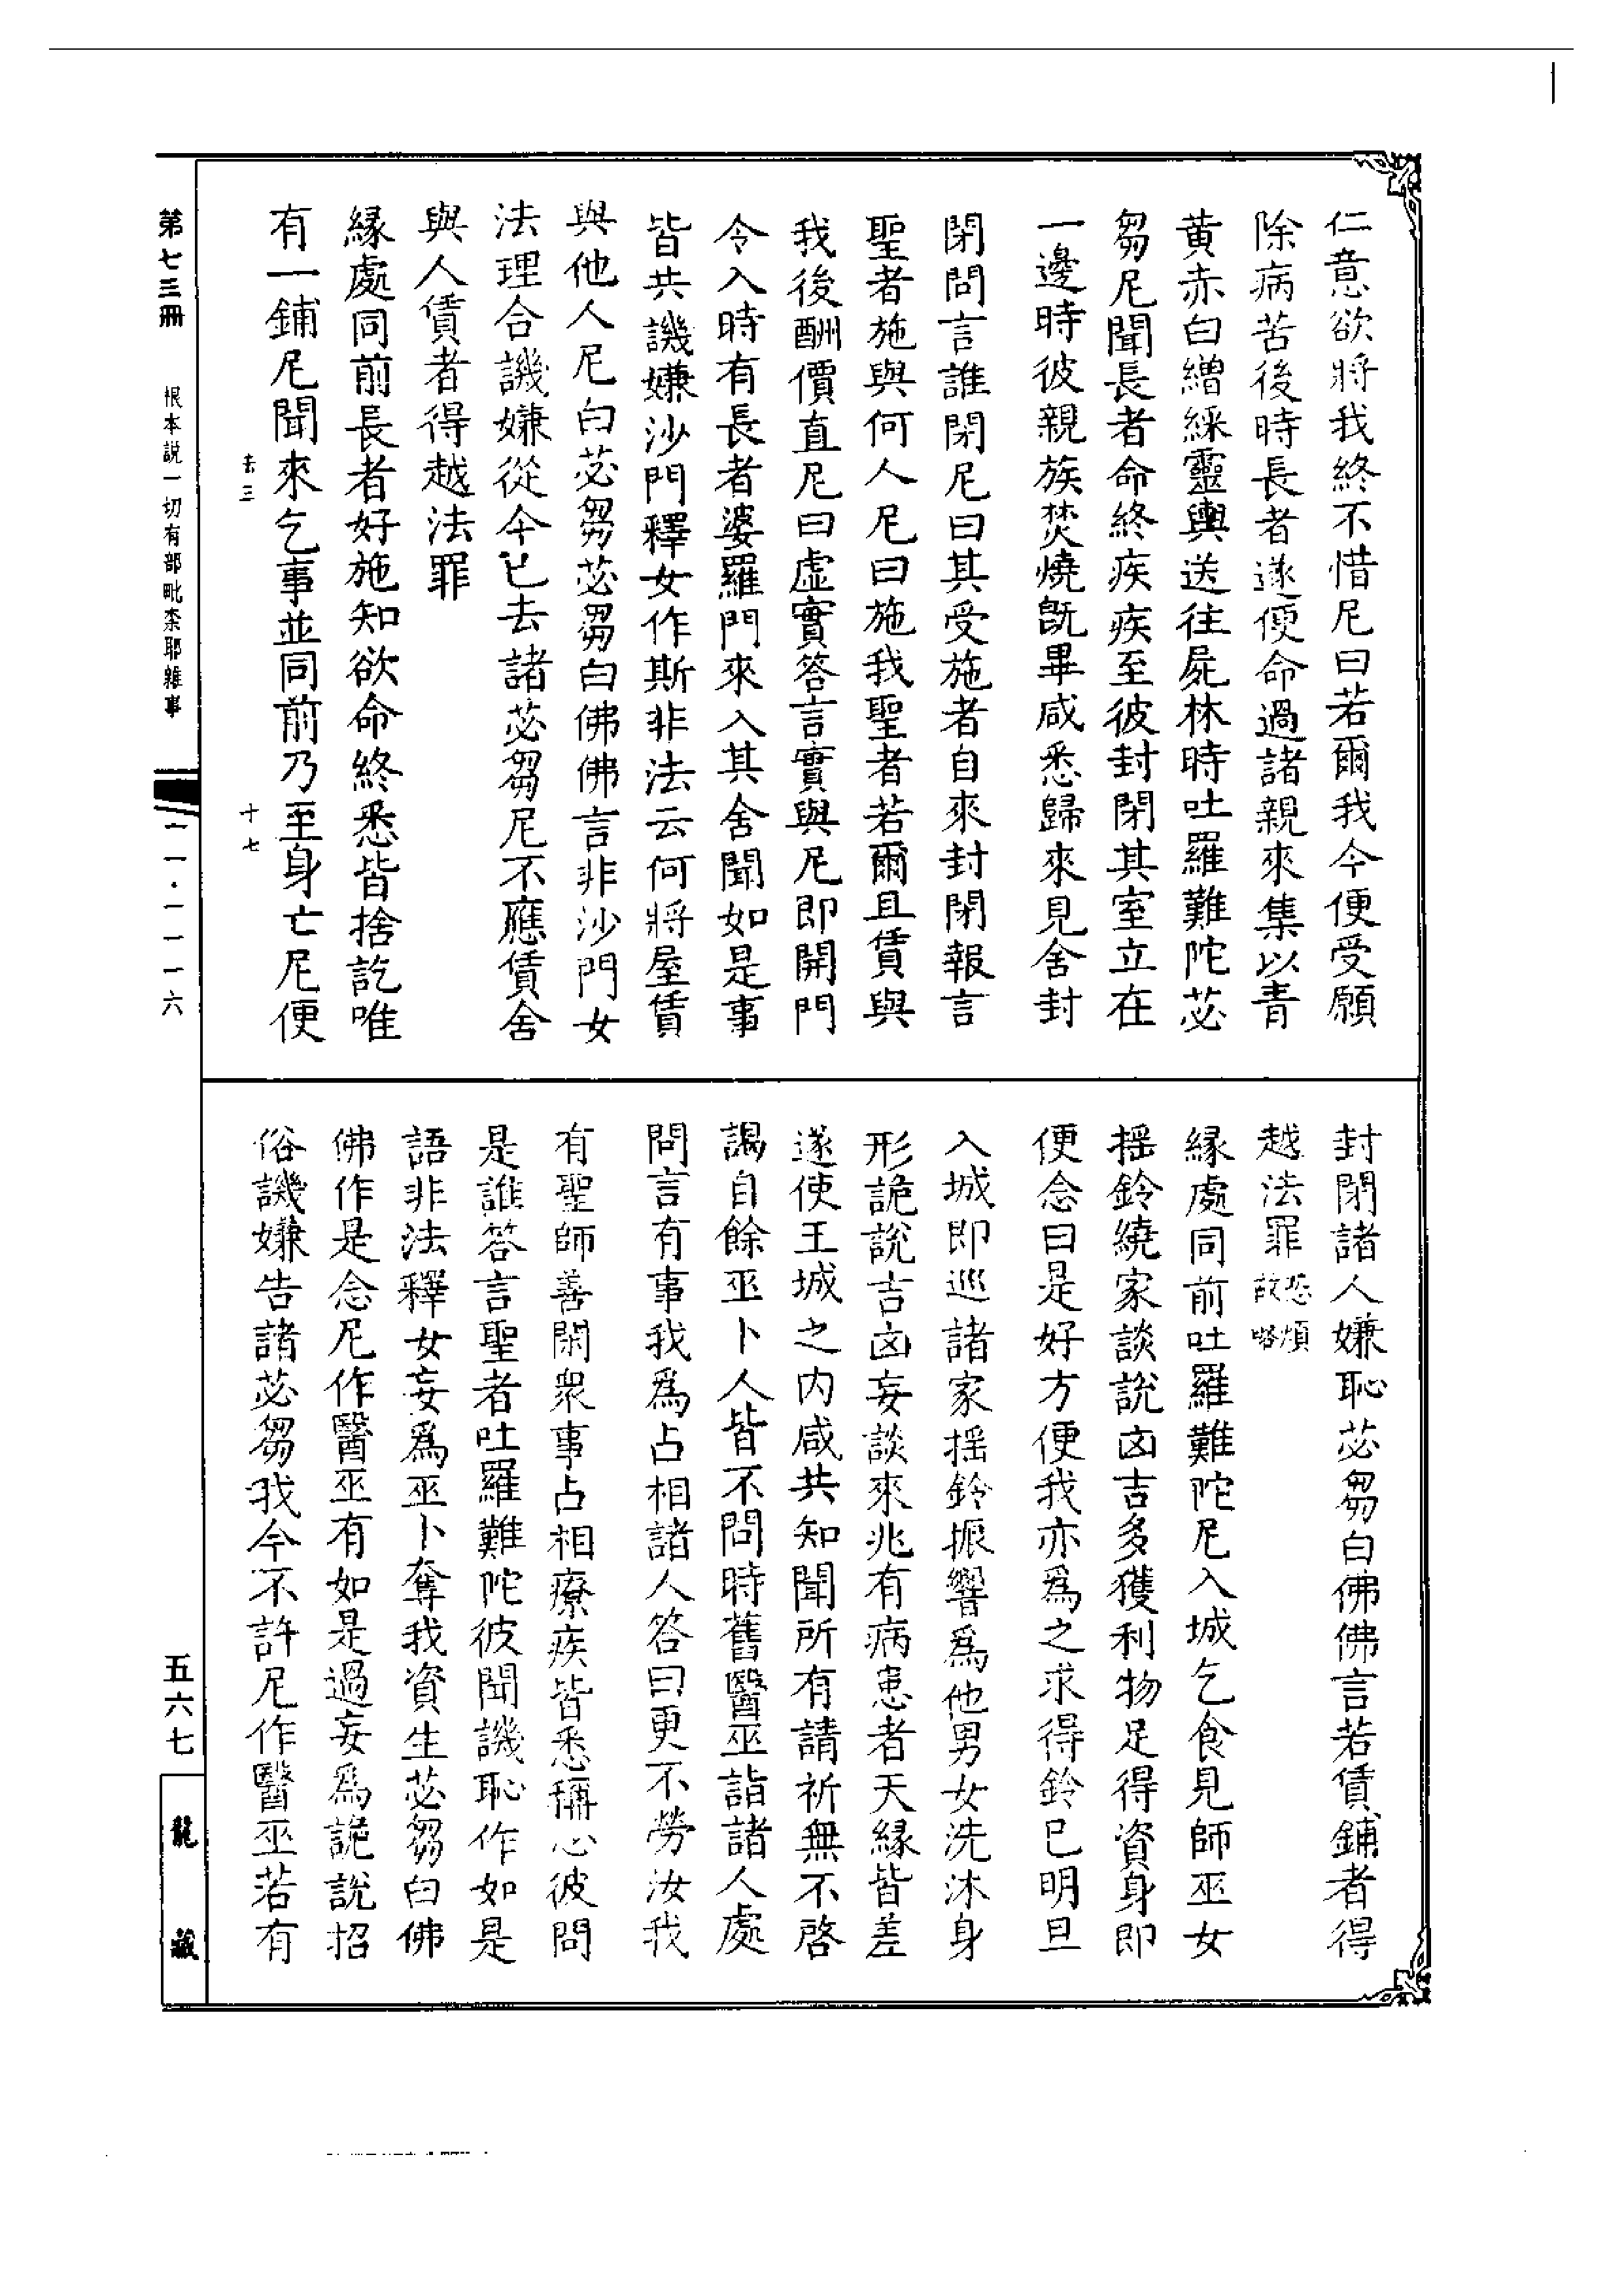 仁意欲將我終不惜尼曰若爾我今便受願
除病苦後時長者遂便命過諸親來集以青
黃赤白繒綵靈輿送往屍林時吐羅難陀苾
芻尼聞長者命終疾疾至彼封閉其室立在
一邊時彼親族焚燒旣畢咸悉歸來見舍封
閉問言誰閉尼曰其受施者自來封閉報言
聖者施與何人尼曰施我聖者若爾且賃與
我後酬價直尼曰虛實答言實與尼即開門
令入時有長者婆羅門來入其舍聞如是事
皆共譏嫌沙門釋女作斯非法云何將屋賃
與他人尼白苾芻苾芻白佛佛言非沙門女
法理合譏嫌從今已去諸苾芻尼不應賃舍
與人賃者得越法罪
緣處同前長者好施知欲命終悉皆捨訖唯
有一鋪尼聞來乞事並同前乃至身亡尼便
去三 十七
封閉諸人嫌恥苾芻白佛佛言若賃鋪者得
越法罪恐煩故略
緣處同前吐羅難陀尼入城乞食見師巫女
搖鈴繞家談說凶吉多獲利物足得資身即
便念曰是好方便我亦爲之求得鈴已明旦
入城即巡諸家搖鈴振響爲他男女洗沐身
形詭說吉凶妄談來兆有病患者天緣皆差
遂使王城之內咸共知聞所有請祈無不啓
謁自餘巫卜人皆不問時舊醫巫詣諸人處
問言有事我爲占相諸人答曰更不勞汝我
有聖師善閑衆事占相療疾皆悉稱心彼問
是誰答言聖者吐羅難陀彼聞譏恥作如是
語非法釋女妄爲巫卜奪我資生苾芻白佛
佛作是念尼作醫巫有如是過妄爲詭說招
俗譏嫌告諸苾芻我今不許尼作醫巫若有
第七三冊 根本說一切有部毗柰耶雜事 一一·一一一六 五六七 龍藏